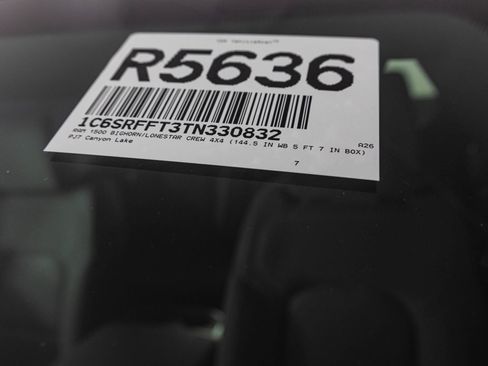 R5636
1C6SRFFT3TN330832
RAM 1500 BIGHORN/LONESTAR CREW 4X4 (144.5 IN WB 5 FT 7 IN BOX) A26
PJ7 Canyon Lake
7